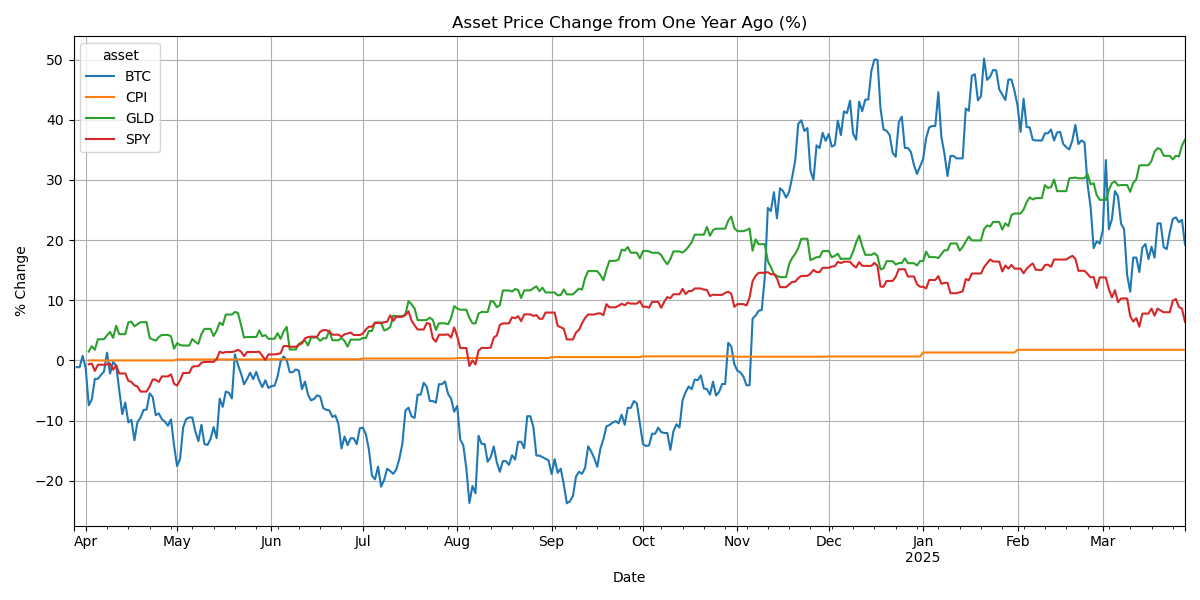 Asset Price Change from One Year Ago (%)
asset
BTC
CPI
GLD
SPY
% Change
50
40
30
20
10
0
−10
−20
Apr May Jun Jul Aug Sep Oct Nov Dec Jan Feb Mar
2025
Date